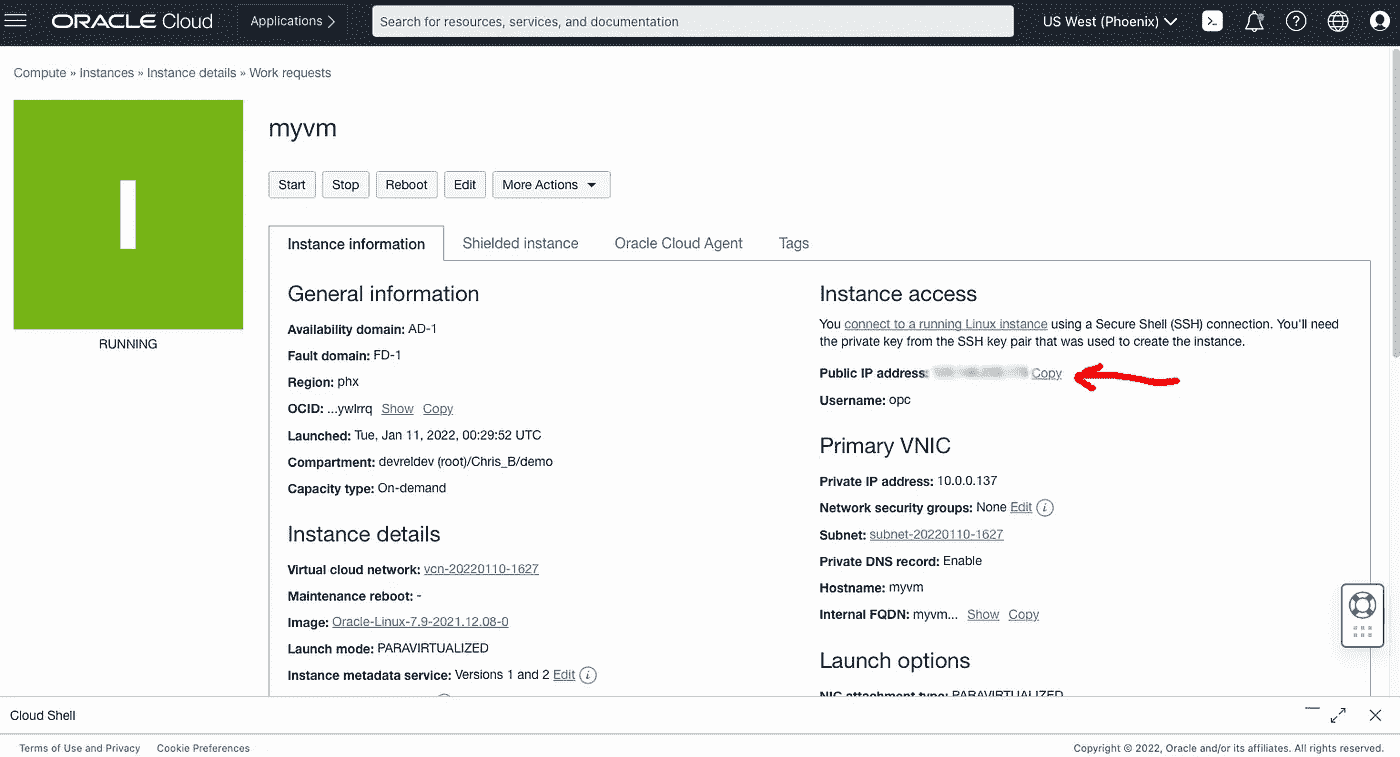 ORACLE Cloud
Applications
Search for resources, services, and documentation
US West (Phoenix)
Compute » Instances » Instance details » Work requests
RUNNING
myvm
Start Stop Reboot Edit More Actions
Instance information Shielded instance Oracle Cloud Agent Tags
General information
Availability domain: AD-1
Fault domain: FD-1
Region: phx
OCID: ...ywlrrq Show Copy
Launched: Tue, Jan 11, 2022, 00:29:52 UTC
Compartment: devreldev (root)/Chris_B/demo
Capacity type: On-demand
Instance details
Virtual cloud network: vcn-20220110-1627
Maintenance reboot: -
Image: Oracle-Linux-7.9-2021.12.08-0
Launch mode: PARAVIRTUALIZED
Instance metadata service: Versions 1 and 2 Edit
Instance access
You connect to a running Linux instance using a Secure Shell (SSH) connection. You'll need
the private key from the SSH key pair that was used to create the instance.
Public IP address: Copy
Username: opc
Primary VNIC
Private IP address: 10.0.0.137
Network security groups: None Edit
Subnet: subnet-20220110-1627
Private DNS record: Enable
Hostname: myvm
Internal FQDN: myvm... Show Copy
Launch options
NIC attachment type: PARAVIRTUALIZED
Cloud Shell
Terms of Use and Privacy Cookie Preferences
Copyright © 2022, Oracle and/or its affiliates. All rights reserved.